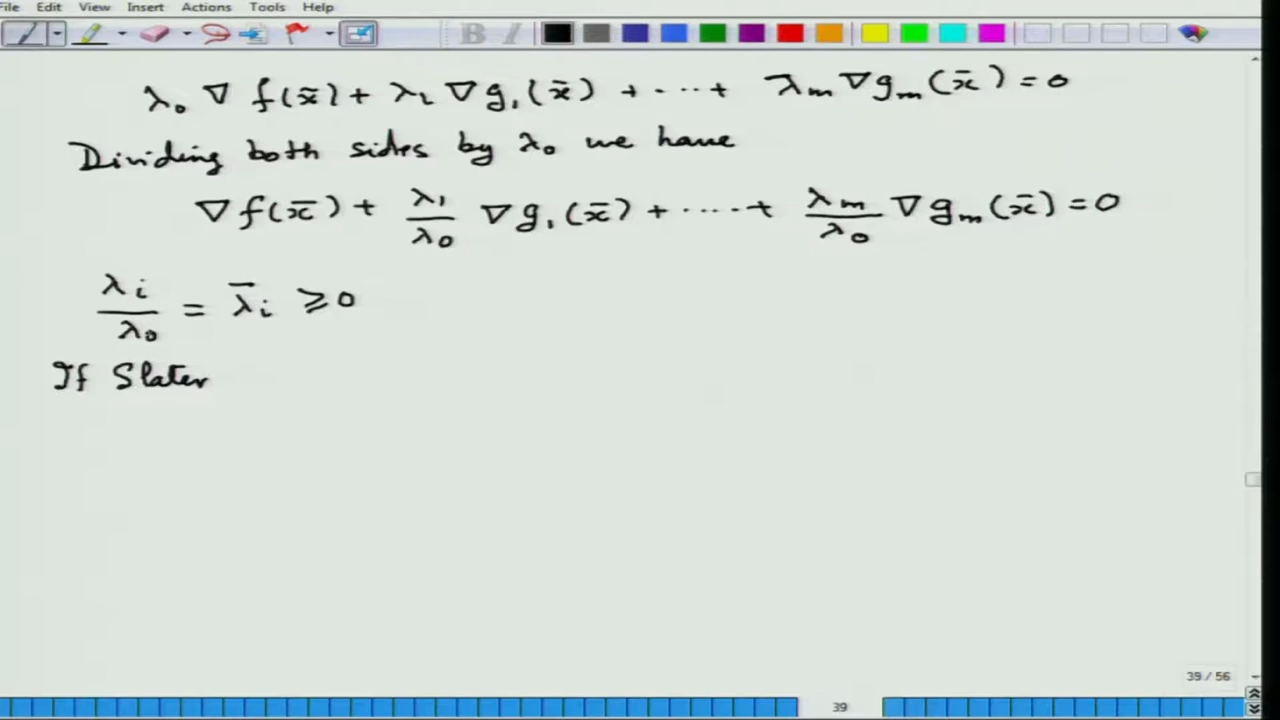 File Edit View Insert Actions Tools Help
B I
λ₀ ∇ f(x̄) + λ₁ ∇g₁(x̄) + ... + λₘ∇gₘ(x̄) = 0
Dividing both sides by λ₀ we have
∇f(x̄) + λ₁/λ₀ ∇g₁(x̄) + ..... + λₘ/λ₀ ∇gₘ(x̄) = 0
λᵢ/λ₀ = λ̄ᵢ ≥ 0
If Slater
39 / 56
39